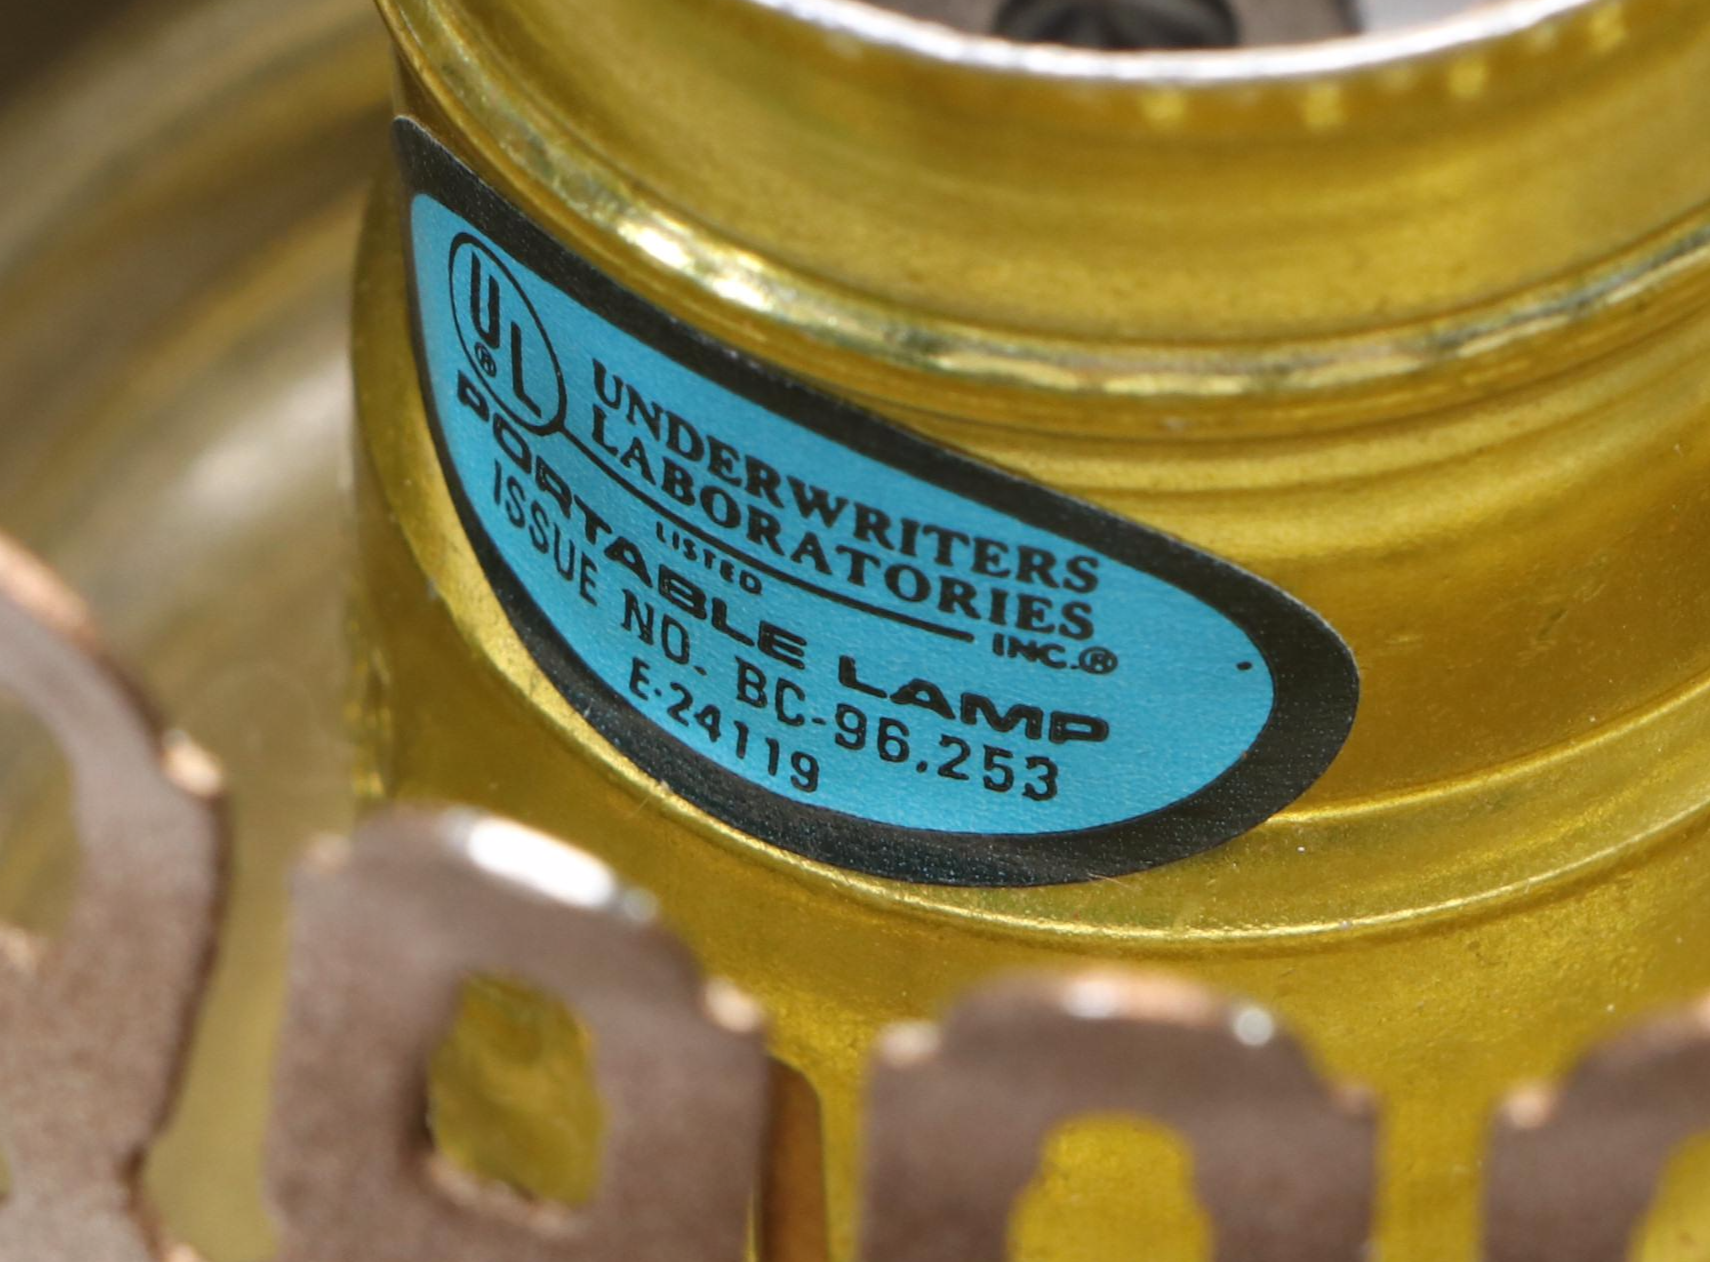 UL®
UNDERWRITERS
LABORATORIES
INC.®
LISTED
PORTABLE LAMP
ISSUE NO. BC-96,253
E-24119